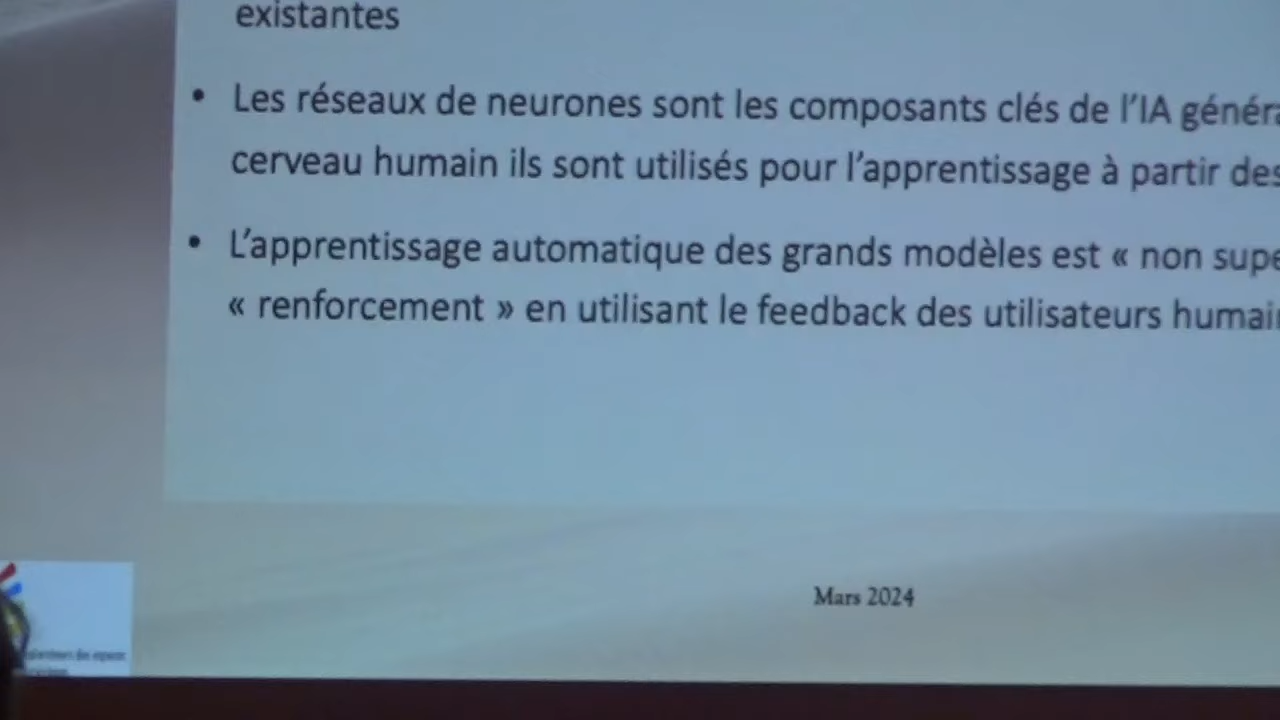 existantes
• Les réseaux de neurones sont les composants clés de l'IA génér
cerveau humain ils sont utilisés pour l'apprentissage à partir des
• L'apprentissage automatique des grands modèles est « non supe
« renforcement » en utilisant le feedback des utilisateurs humai
Mars 2024